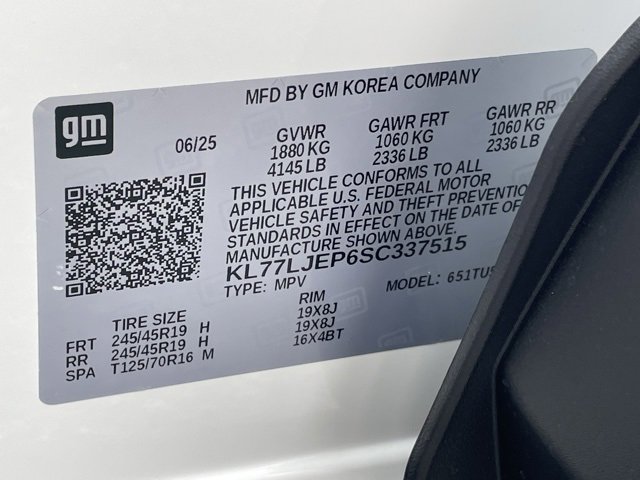 MFD BY GM KOREA COMPANY
gm
06/25
GVWR GAWR FRT GAWR RR
1880 KG 1060 KG 1060 KG
4145 LB 2336 LB 2336 LB
THIS VEHICLE CONFORMS TO ALL
APPLICABLE U.S. FEDERAL MOTOR
VEHICLE SAFETY AND THEFT PREVENTIO
STANDARDS IN EFFECT ON THE DATE OF
MANUFACTURE SHOWN ABOVE.
KL77LJEP6SC337515
TYPE: MPV MODEL: 651TU5
TIRE SIZE RIM
FRT 245/45R19 H 19X8J
RR 245/45R19 H 19X8J
SPA T125/70R16 M 16X4BT